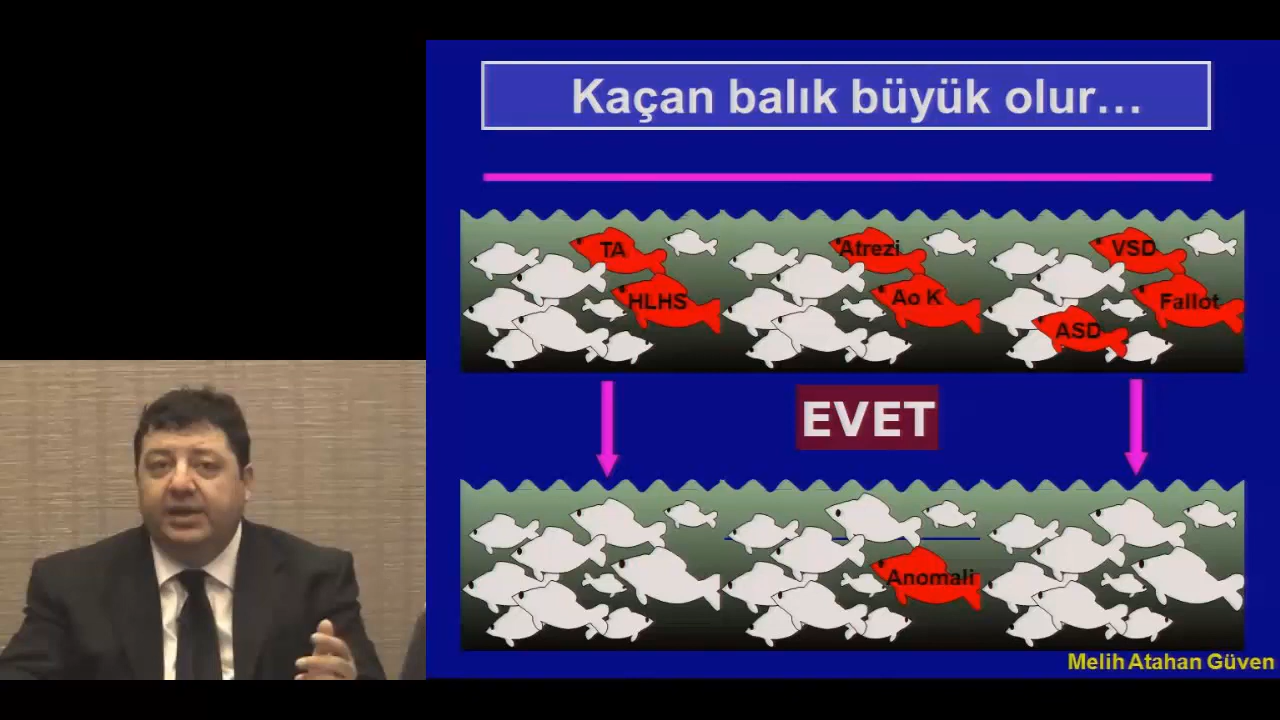 Kaçan balık büyük olur…
TA
Atrezi
VSD
HLHS
Ao K
Fallot
ASD
EVET
Anomali
Melih Atahan Güven